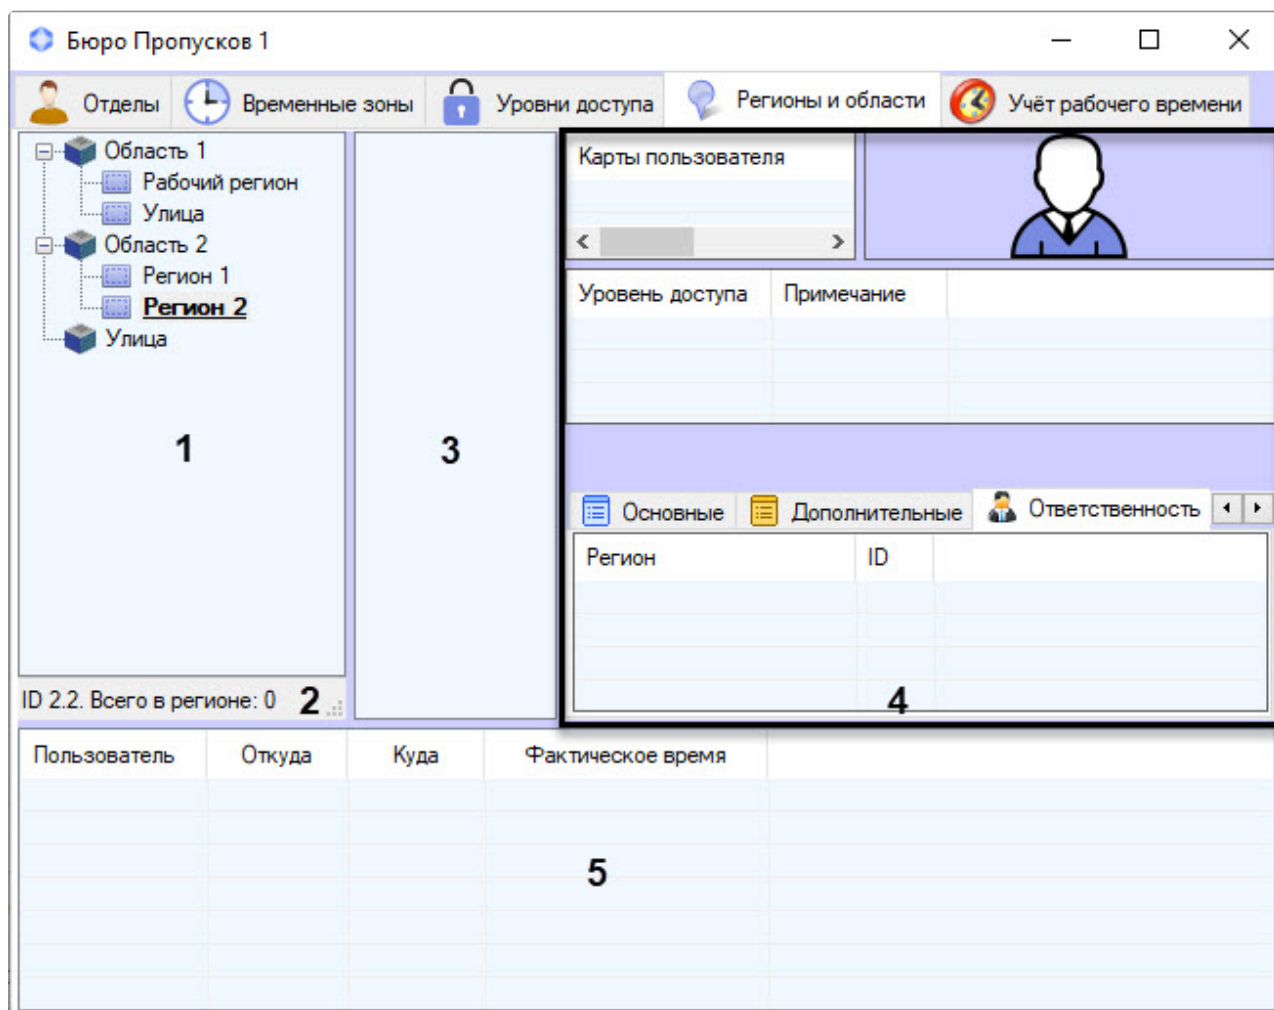 Бюро Пропусков 1
Отделы Временные зоны Уровни доступа Регионы и области Учёт рабочего времени
Область 1
Рабочий регион
Улица
Область 2
Регион 1
Регион 2
Улица
1
ID 2.2. Всего в регионе: 0 2
3
Карты пользователя
Уровень доступа Примечание
Основные Дополнительные Ответственность
Регион ID
4
Пользователь Откуда Куда Фактическое время
5